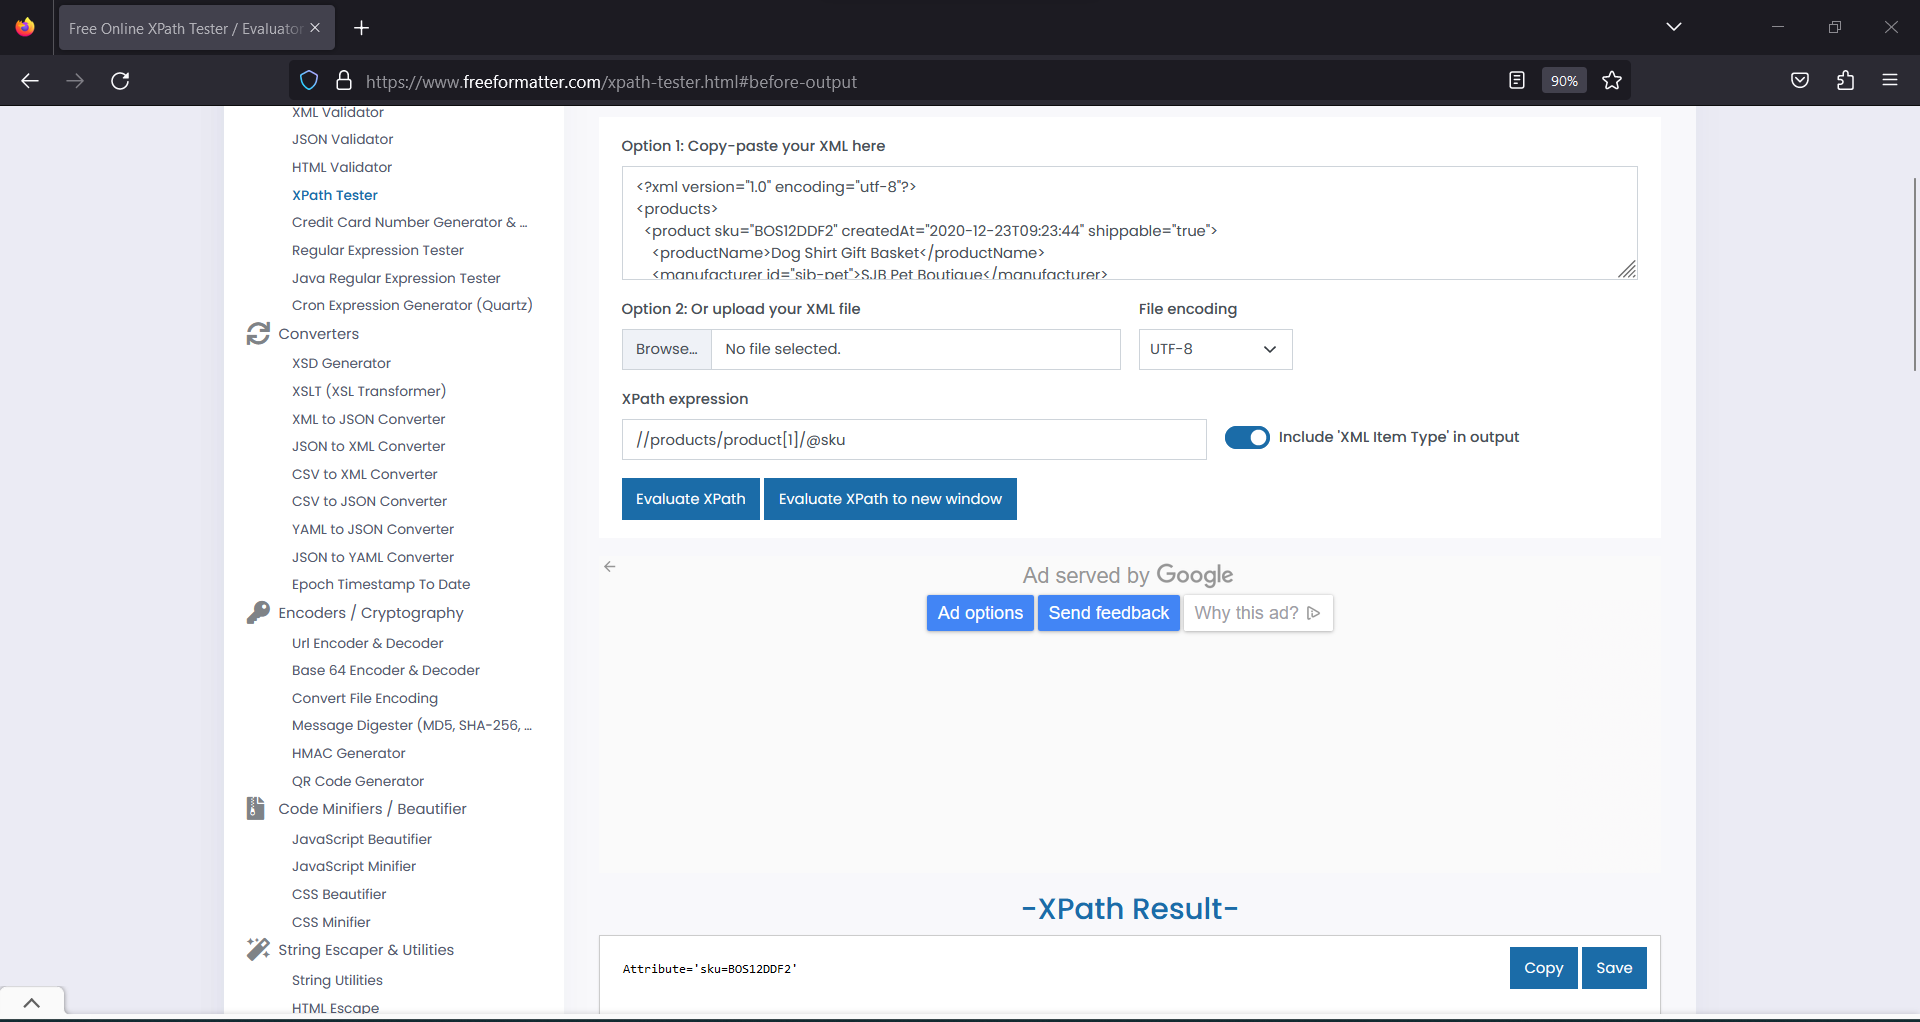 Free Online XPath Tester / Evaluator
https://www.freeformatter.com/xpath-tester.html#before-output
90%
XML Validator
JSON Validator
HTML Validator
XPath Tester
Credit Card Number Generator & ...
Regular Expression Tester
Java Regular Expression Tester
Cron Expression Generator (Quartz)
Converters
XSD Generator
XSLT (XSL Transformer)
XML to JSON Converter
JSON to XML Converter
CSV to XML Converter
CSV to JSON Converter
YAML to JSON Converter
JSON to YAML Converter
Epoch Timestamp To Date
Encoders / Cryptography
Url Encoder & Decoder
Base 64 Encoder & Decoder
Convert File Encoding
Message Digester (MD5, SHA-256, ...
HMAC Generator
QR Code Generator
Code Minifiers / Beautifier
JavaScript Beautifier
JavaScript Minifier
CSS Beautifier
CSS Minifier
String Escaper & Utilities
String Utilities
HTML Escape
Option 1: Copy-paste your XML here
<?xml version="1.0" encoding="utf-8"?>
<products>
<product sku="BOS12DDF2" createdAt="2020-12-23T09:23:44" shippable="true">
<productName>Dog Shirt Gift Basket</productName>
<manufacturer id="sjb-pet">SJB Pet Boutique</manufacturer>
Option 2: Or upload your XML file
File encoding
Browse... No file selected.
UTF-8
XPath expression
//products/product[1]/@sku
Include 'XML Item Type' in output
Evaluate XPath
Evaluate XPath to new window
Ad served by Google
Ad options
Send feedback
Why this ad?
-XPath Result-
Attribute='sku=BOS12DDF2'
Copy
Save